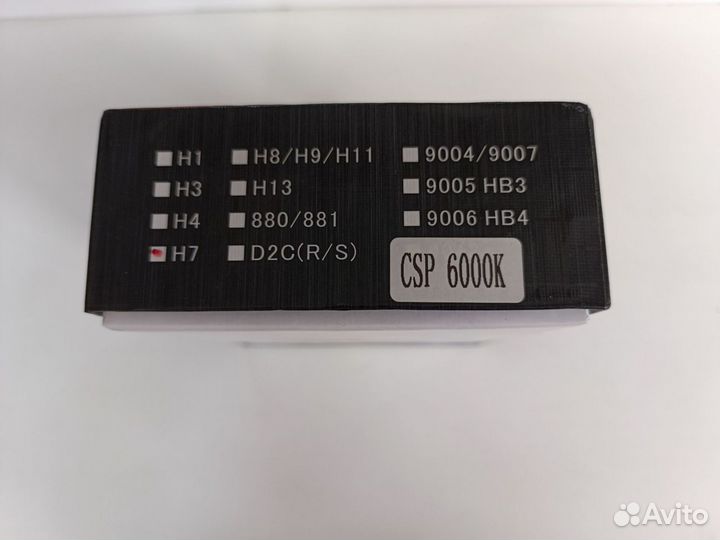 H1 H8/H9/H11 9004/9007
H3 H13 9005 HB3
H4 880/881 9006 HB4
H7 D2C(R/S)
CSP 6000K
Avito